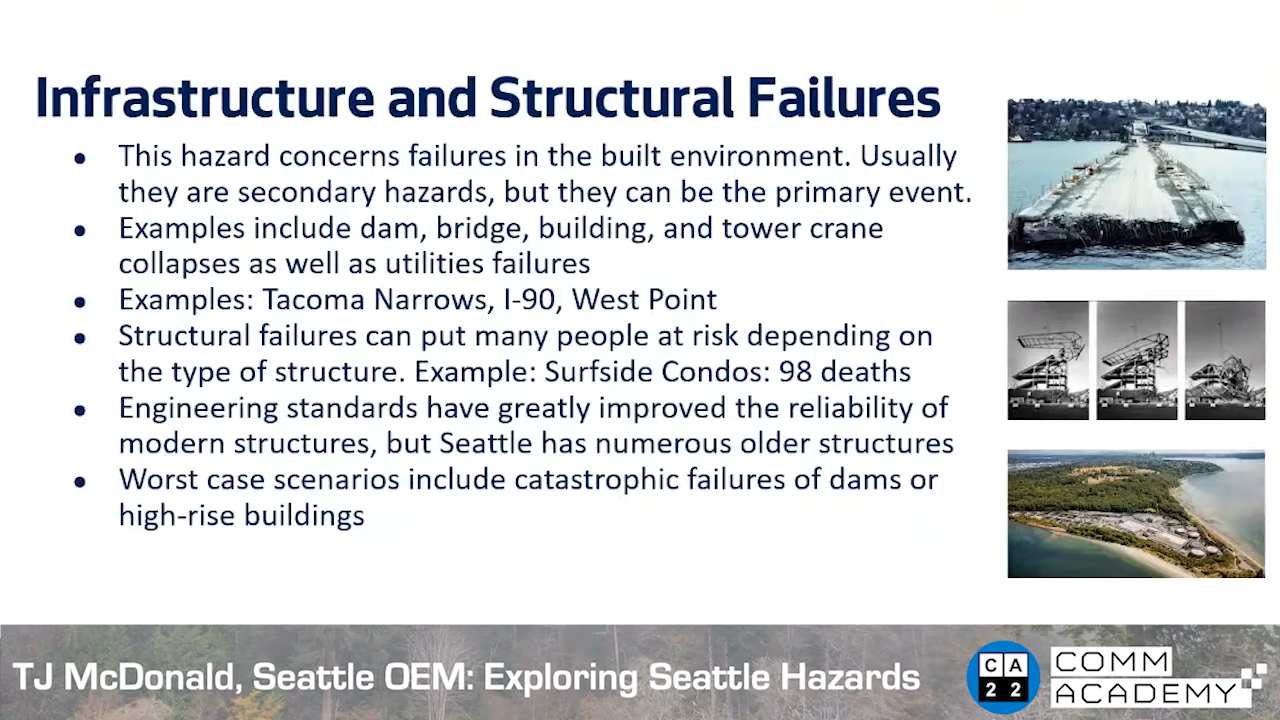 Infrastructure and Structural Failures
● This hazard concerns failures in the built environment. Usually
they are secondary hazards, but they can be the primary event.
● Examples include dam, bridge, building, and tower crane
collapses as well as utilities failures
● Examples: Tacoma Narrows, I-90, West Point
● Structural failures can put many people at risk depending on
the type of structure. Example: Surfside Condos: 98 deaths
● Engineering standards have greatly improved the reliability of
modern structures, but Seattle has numerous older structures
● Worst case scenarios include catastrophic failures of dams or
high-rise buildings
TJ McDonald, Seattle OEM: Exploring Seattle Hazards
CA
22
COMM
ACADEMY